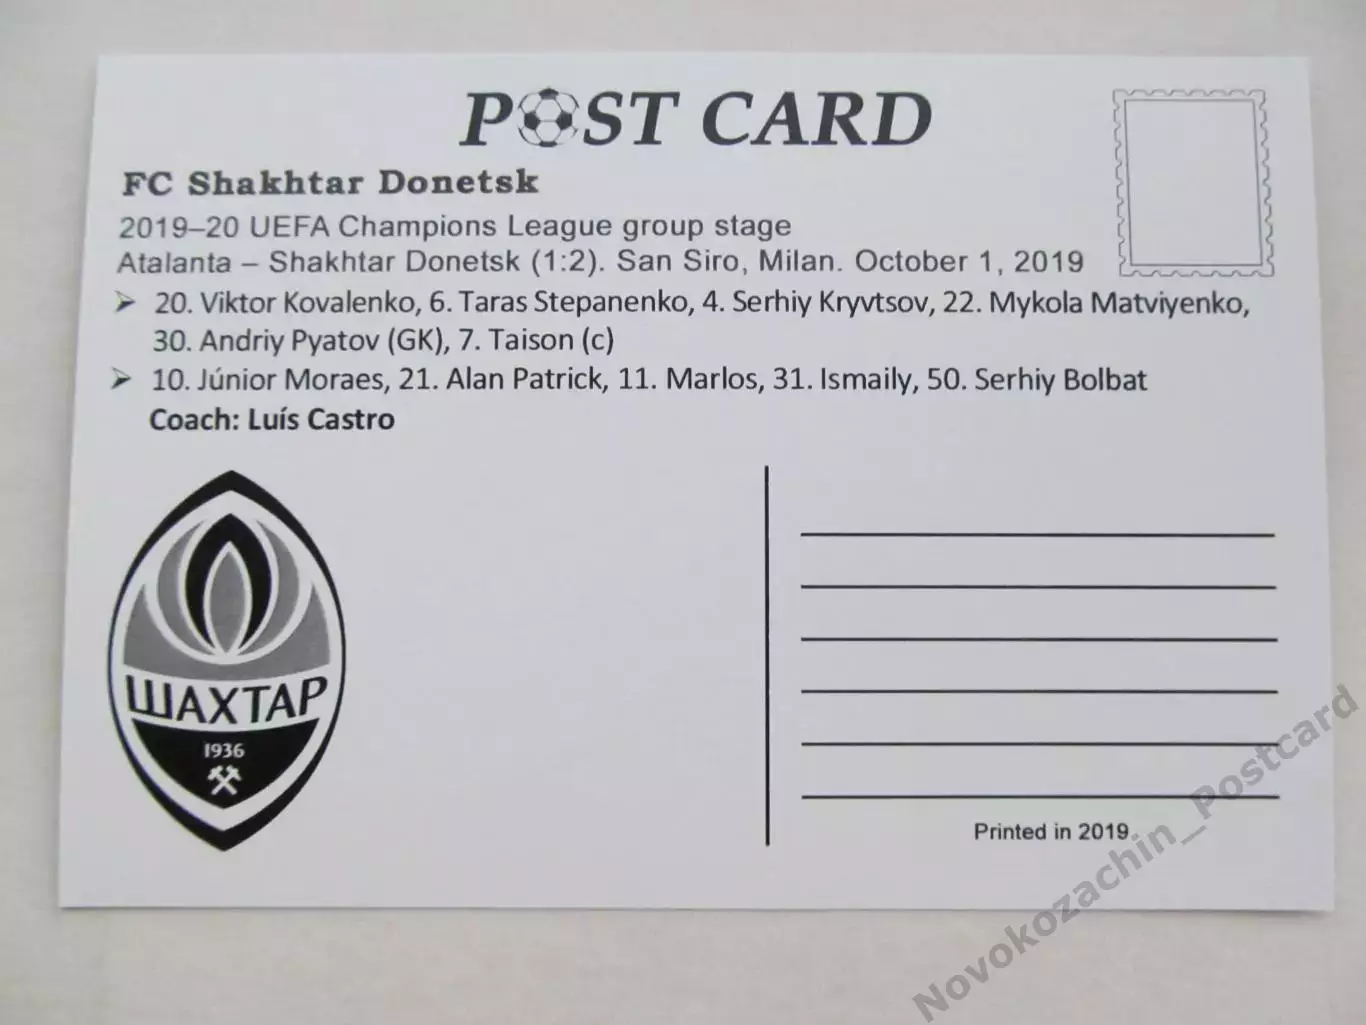 POST CARD
FC Shakhtar Donetsk
2019–20 UEFA Champions League group stage
Atalanta – Shakhtar Donetsk (1:2). San Siro, Milan. October 1, 2019
➢ 20. Viktor Kovalenko, 6. Taras Stepanenko, 4. Serhiy Kryvtsov, 22. Mykola Matviyenko,
30. Andriy Pyatov (GK), 7. Taison (c)
➢ 10. Júnior Moraes, 21. Alan Patrick, 11. Marlos, 31. Ismaily, 50. Serhiy Bolbat
Coach: Luís Castro
ШАХТАР
1936
Printed in 2019
Novokozachin_Postcard